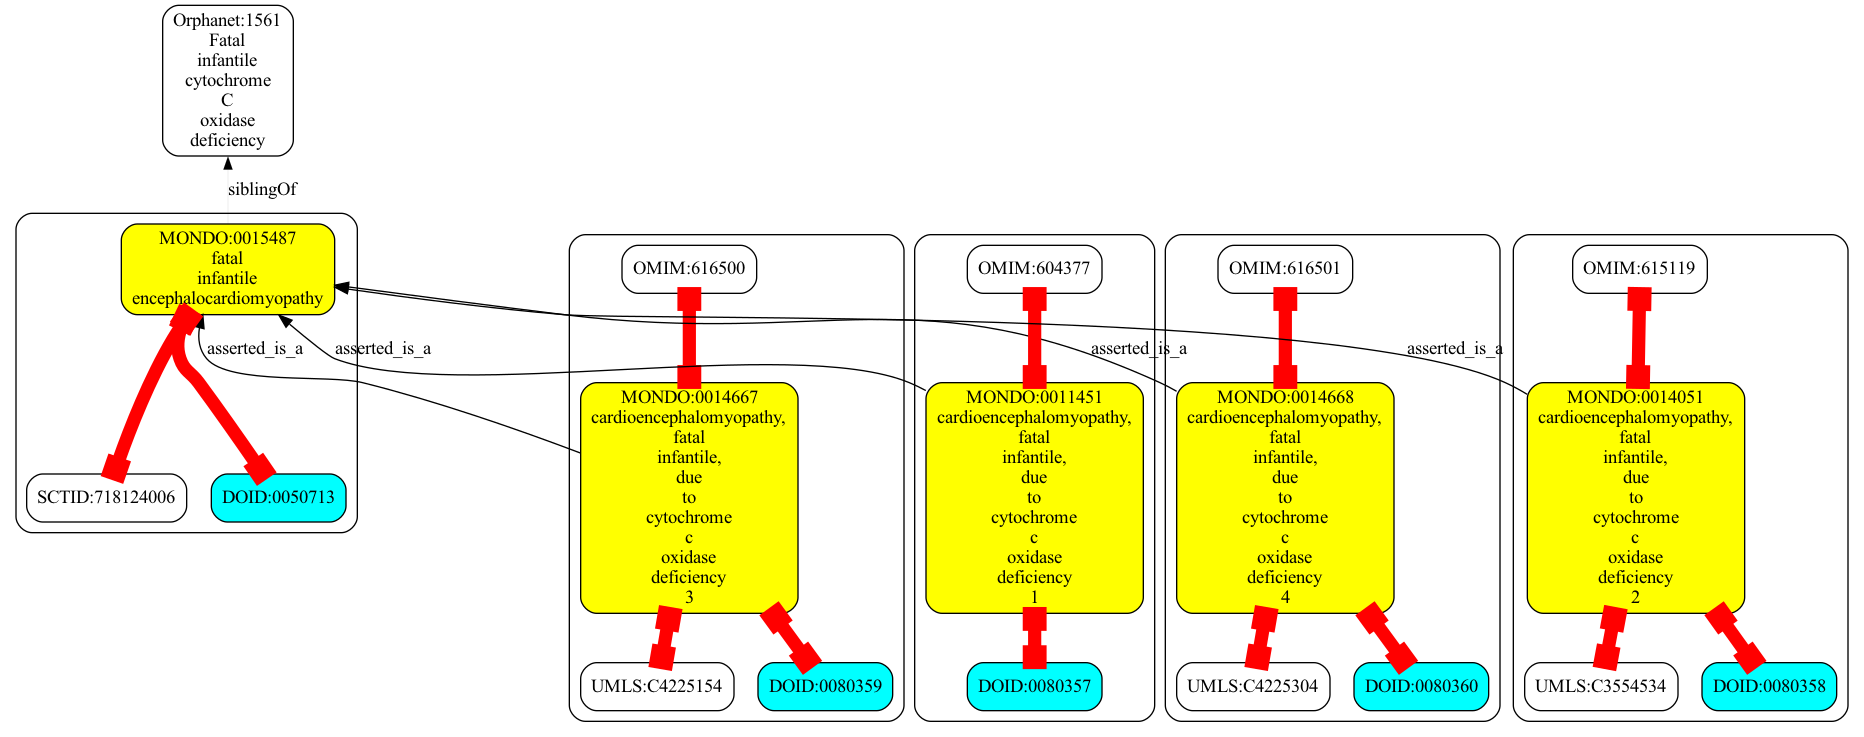 Orphanet:1561
Fatal
infantile
cytochrome
C
oxidase
deficiency
siblingOf
MONDO:0015487
fatal
infantile
encephalocardiomyopathy
asserted_is_a
asserted_is_a
asserted_is_a
asserted_is_a
SCTID:718124006
DOID:0050713
OMIM:616500
MONDO:0014667
cardioencephalomyopathy,
fatal
infantile,
due
to
cytochrome
c
oxidase
deficiency
3
UMLS:C4225154
DOID:0080359
OMIM:604377
MONDO:0011451
cardioencephalomyopathy,
fatal
infantile,
due
to
cytochrome
c
oxidase
deficiency
1
DOID:0080357
OMIM:616501
MONDO:0014668
cardioencephalomyopathy,
fatal
infantile,
due
to
cytochrome
c
oxidase
deficiency
4
UMLS:C4225304
DOID:0080360
OMIM:615119
MONDO:0014051
cardioencephalomyopathy,
fatal
infantile,
due
to
cytochrome
c
oxidase
deficiency
2
UMLS:C3554534
DOID:0080358